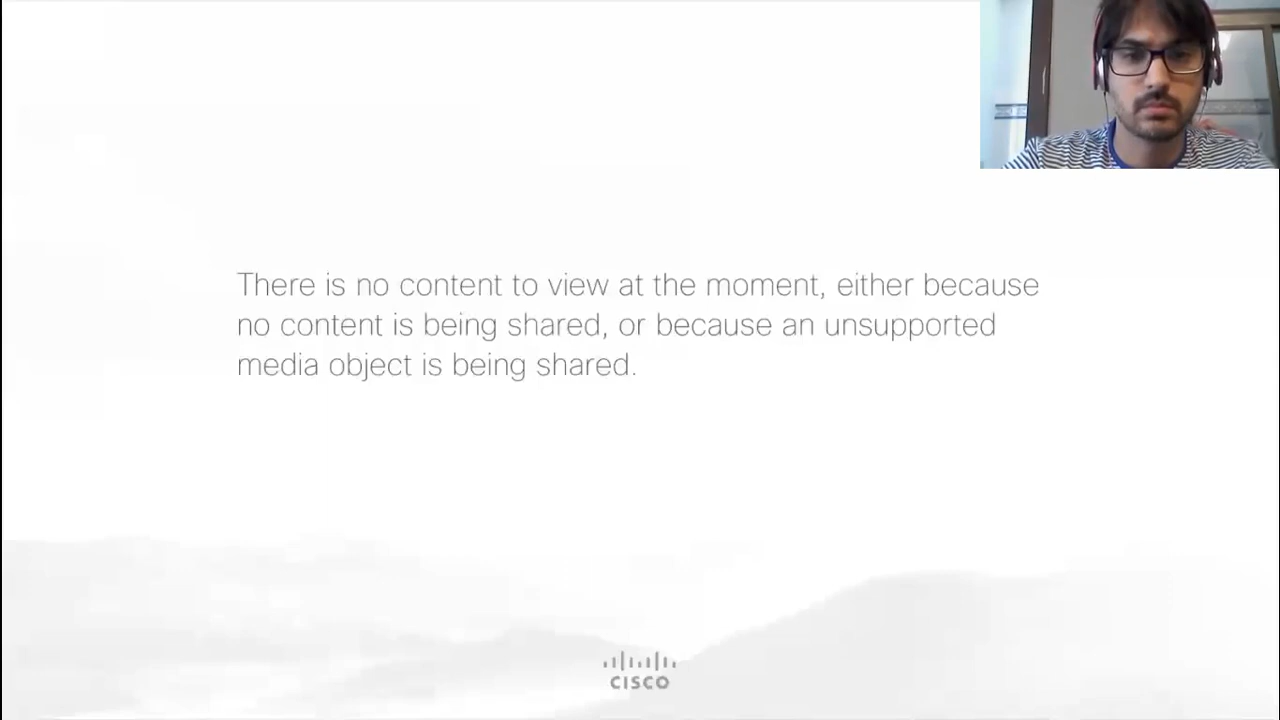 There is no content to view at the moment, either because
no content is being shared, or because an unsupported
media object is being shared.
CISCO